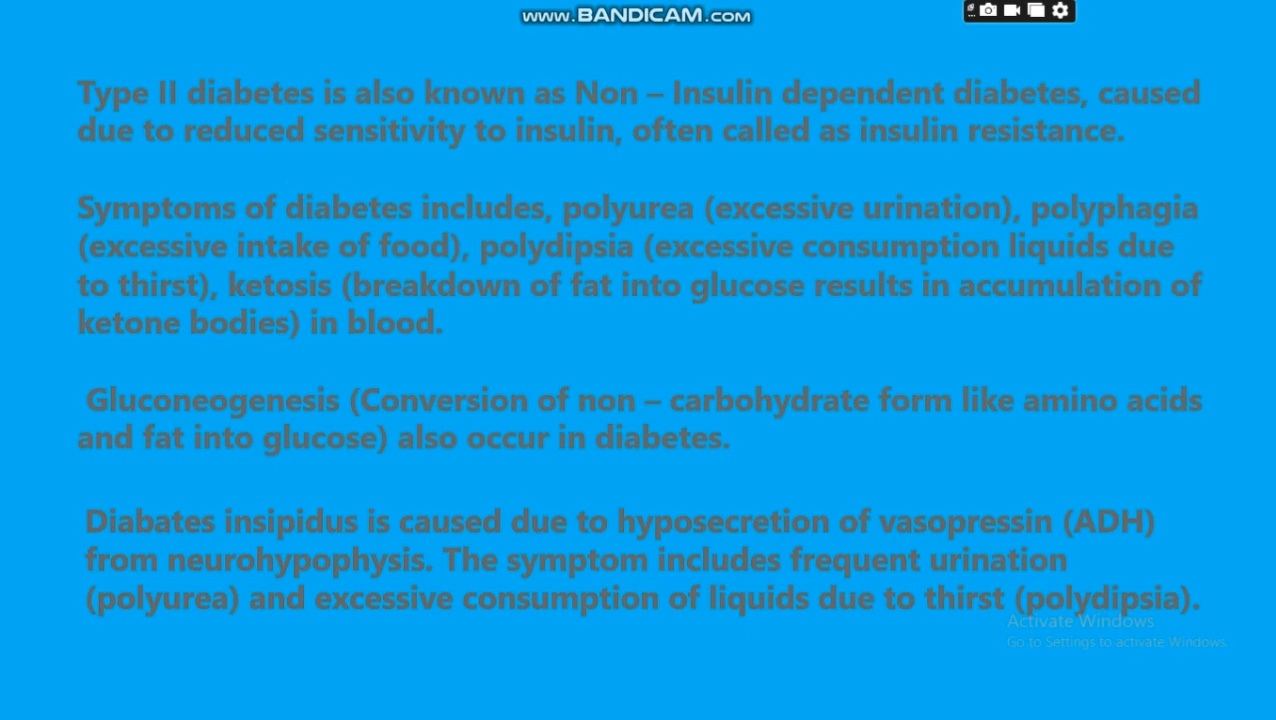 www.BANDICAM.com
Type II diabetes is also known as Non – Insulin dependent diabetes, caused
due to reduced sensitivity to insulin, often called as insulin resistance.
Symptoms of diabetes includes, polyurea (excessive urination), polyphagia
(excessive intake of food), polydipsia (excessive consumption liquids due
to thirst), ketosis (breakdown of fat into glucose results in accumulation of
ketone bodies) in blood.
Gluconeogenesis (Conversion of non – carbohydrate form like amino acids
and fat into glucose) also occur in diabetes.
Diabates insipidus is caused due to hyposecretion of vasopressin (ADH)
from neurohypophysis. The symptom includes frequent urination
(polyurea) and excessive consumption of liquids due to thirst (polydipsia).
Activate Windows
Go to Settings to activate Windows.